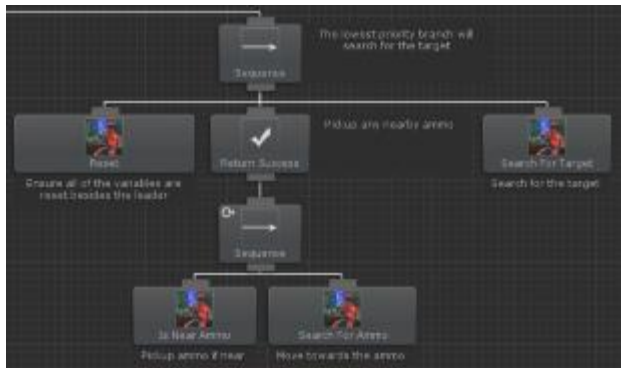 The lowest priority branch will
search for the target
Sequence
Reset
Return Success
Pickup any nearby ammo
Search For Target
Ensure all of the variables are
reset besides the leader
Search for the target
Sequence
Is Near Ammo
Search For Ammo
Pickup ammo if near
Move towards the ammo